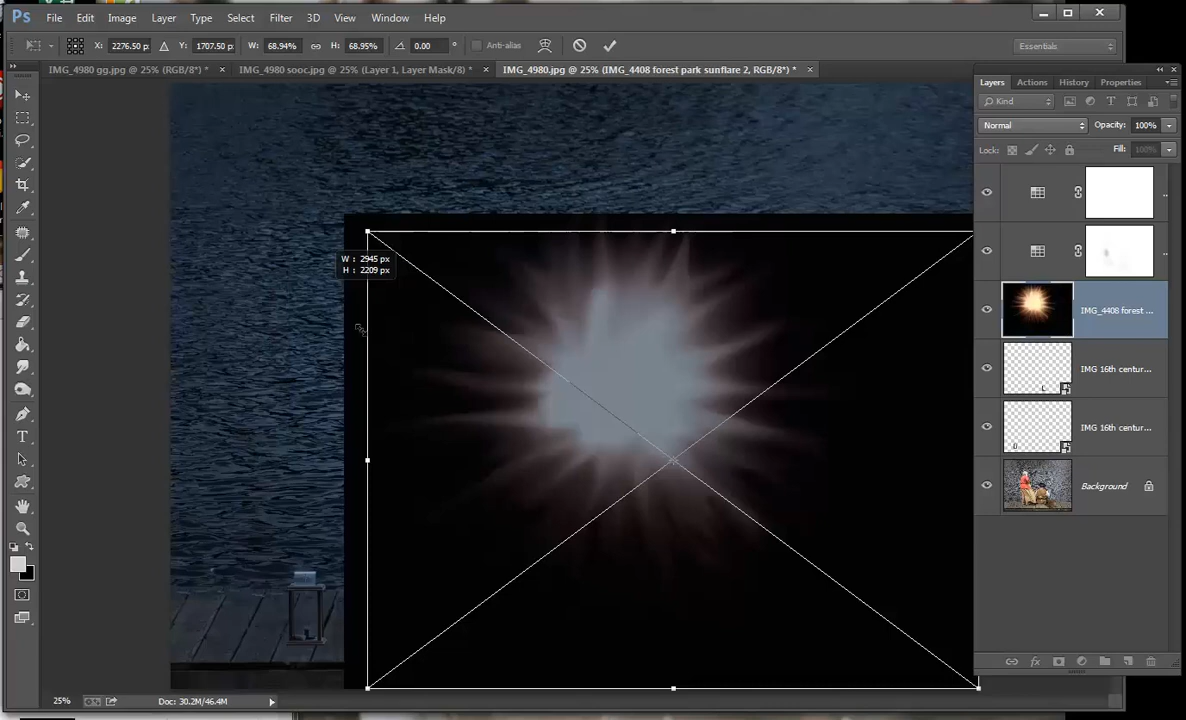 Ps File Edit Image Layer Type Select Filter 3D View Window Help
X: 2276.50 p Y: 1707.50 p W: 68.94% H: 68.95% 0.00 ° Anti-alias Essentials
IMG_4980 gg.jpg @ 25% (RGB/8*) * × IMG_4980 sooc.jpg @ 25% (Layer 1, Layer Mask/8) * × IMG_4980.jpg @ 25% (IMG_4408 forest park sunflare 2, RGB/8*) * ×
Layers Actions History Properties
Kind
Normal Opacity: 100%
Lock: Fill: 100%
W : 2945 px
H : 2209 px
IMG_4408 forest ...
IMG 16th centur...
IMG 16th centur...
Background
25% Doc: 30.2M/46.4M